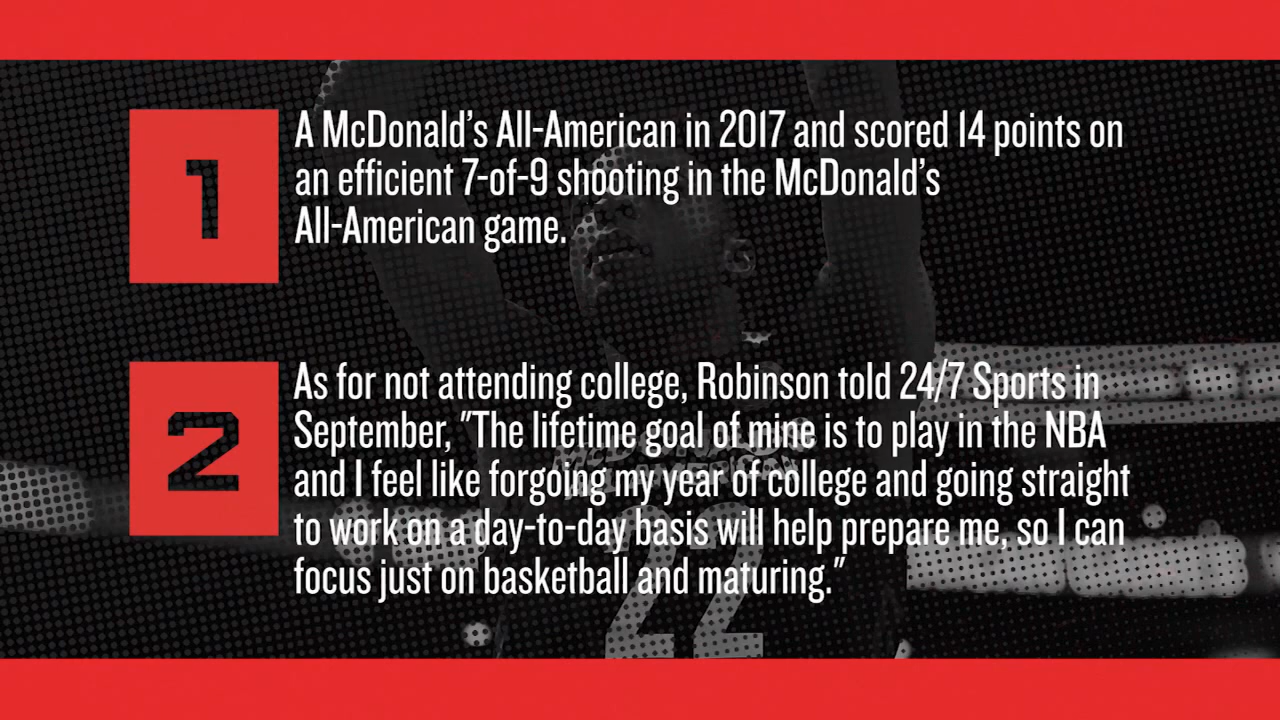 1
A McDonald's All-American in 2017 and scored 14 points on
an efficient 7-of-9 shooting in the McDonald's
All-American game.
2
As for not attending college, Robinson told 24/7 Sports in
September, "The lifetime goal of mine is to play in the NBA
and I feel like forgoing my year of college and going straight
to work on a day-to-day basis will help prepare me, so I can
focus just on basketball and maturing."
McDONALD'S
ALL AMERICAN
22